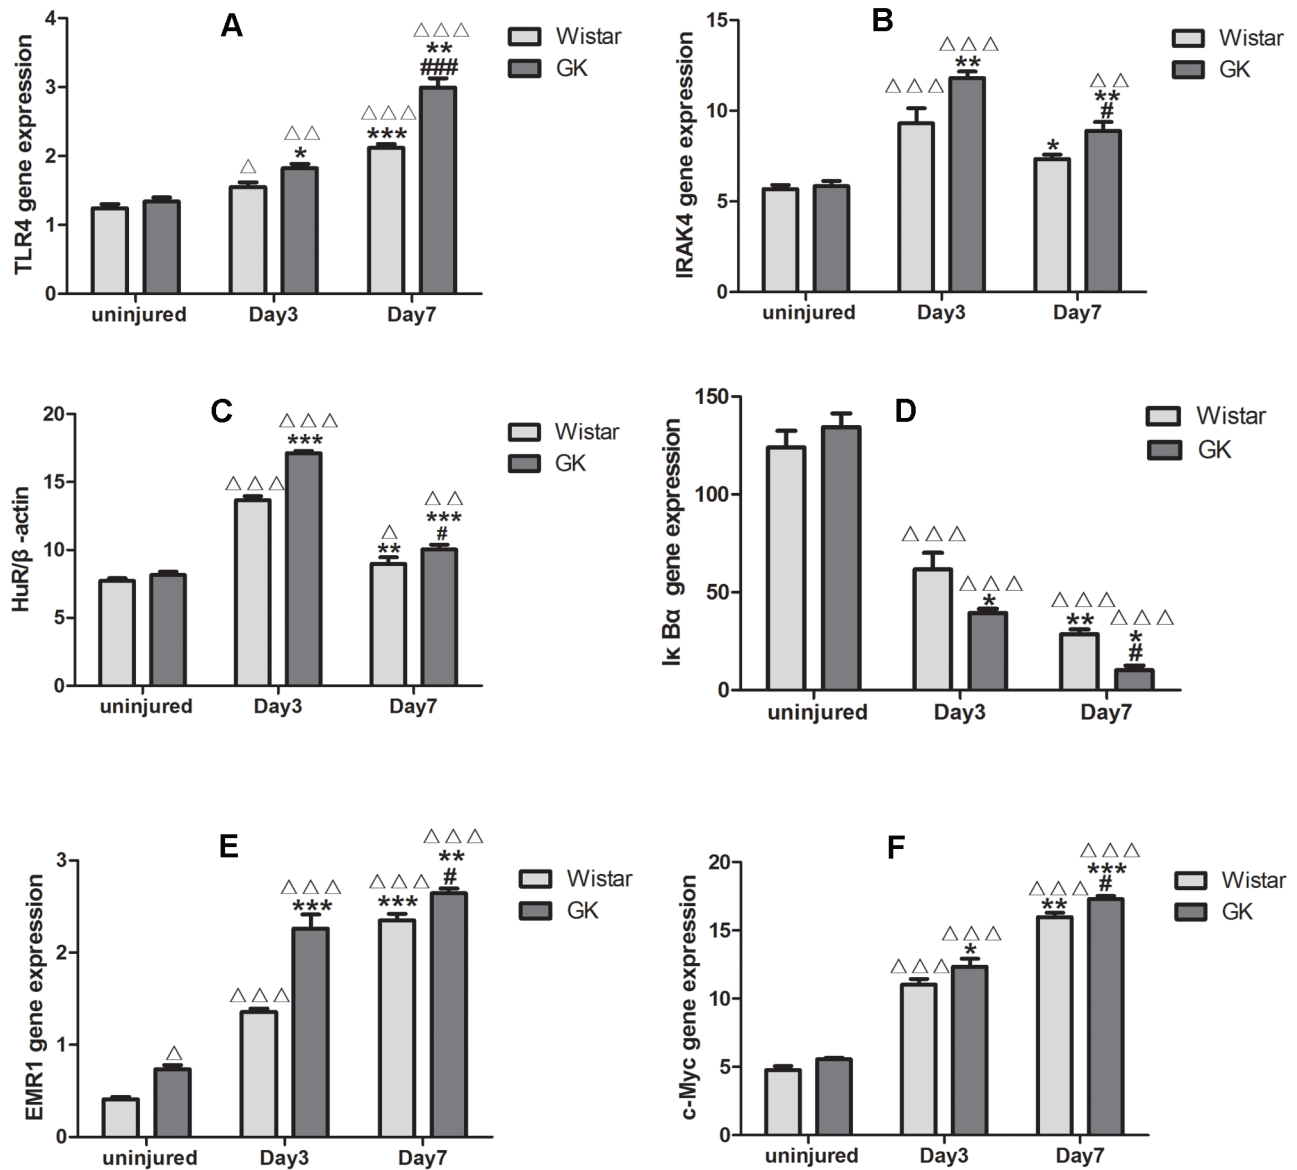 A
TLR4 gene expression
4
3
2
1
0
△△△
**
###
△△△
***
△△
*
△
uninjured Day3 Day7
Wistar
GK
B
IRAK4 gene expression
15
10
5
0
△△△
**
△△△
△△
**
#
*
uninjured Day3 Day7
Wistar
GK
C
HuR/β -actin
20
15
10
5
0
△△△
***
△△△
△△
***
#
△
**
uninjured Day3 Day7
Wistar
GK
D
Iκ Bα gene expression
150
100
50
0
△△△
△△△
*
△△△
**
△△△
*
#
uninjured Day3 Day7
Wistar
GK
E
EMR1 gene expression
3
2
1
0
△
△△△
△△△
***
△△△
***
△△△
**
#
uninjured Day3 Day7
Wistar
GK
F
c-Myc gene expression
20
15
10
5
0
△△△
△△△
*
△△△
**
△△△
***
#
uninjured Day3 Day7
Wistar
GK